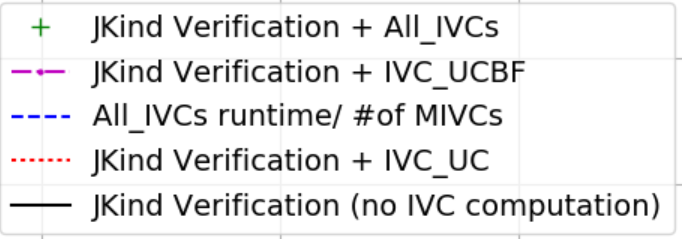 JKind Verification + All_IVCs
JKind Verification + IVC_UCBF
All_IVCs runtime/ #of MIVCs
JKind Verification + IVC_UC
JKind Verification (no IVC computation)